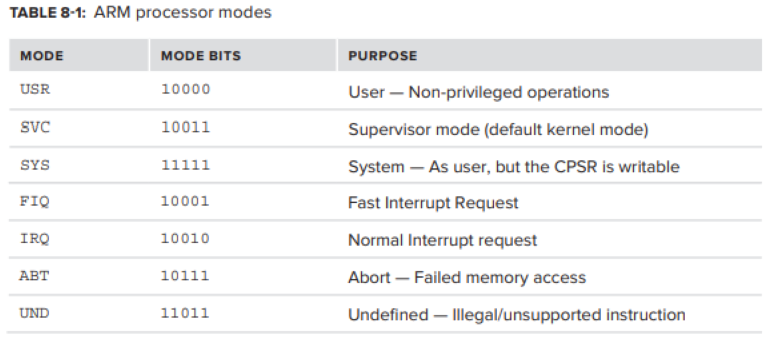 TABLE 8-1: ARM processor modes
MODE MODE BITS PURPOSE
USR 10000 User — Non-privileged operations
SVC 10011 Supervisor mode (default kernel mode)
SYS 11111 System — As user, but the CPSR is writable
FIQ 10001 Fast Interrupt Request
IRQ 10010 Normal Interrupt request
ABT 10111 Abort — Failed memory access
UND 11011 Undefined — Illegal/unsupported instruction